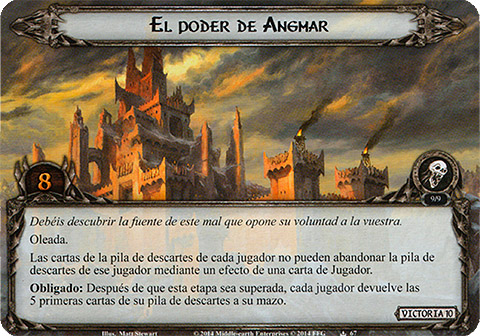 El poder de Angmar
8
9/9
Debéis descubrir la fuente de este mal que opone su voluntad a la vuestra.
Oleada.
Las cartas de la pila de descartes de cada jugador no pueden abandonar la pila de
descartes de ese jugador mediante un efecto de una carta de Jugador.
Obligado: Después de que esta etapa sea superada, cada jugador devuelve las
5 primeras cartas de su pila de descartes a su mazo.
VICTORIA 10
Illus. Matt Stewart © 2014 Middle-earth Enterprises © 2014 FFG 67